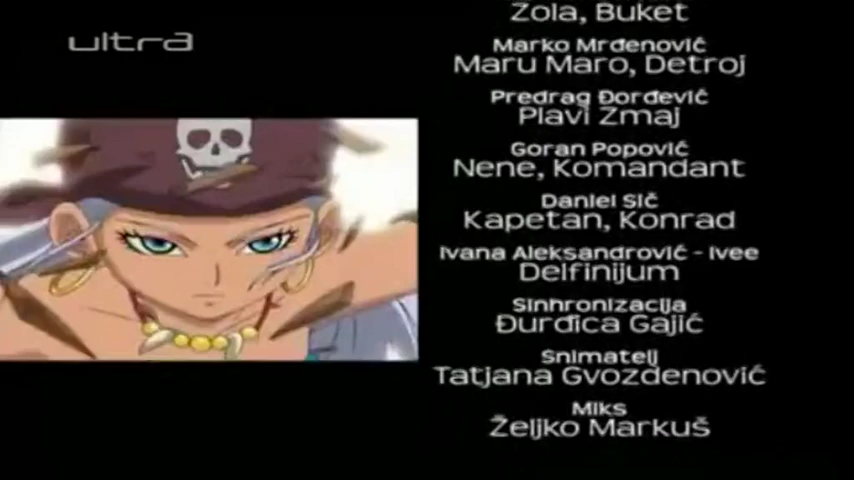 ultra
Zola, Buket
Marko Mrđenović
Maru Maro, Detroj
Predrag Đorđević
Plavi Zmaj
Goran Popović
Nene, Komandant
Daniel Sič
Kapetan, Konrad
Ivana Aleksandrović - Ivee
Delfinijum
Sinhronizacija
Đurđica Gajić
Snimatelj
Tatjana Gvozdenović
Miks
Željko Markuš